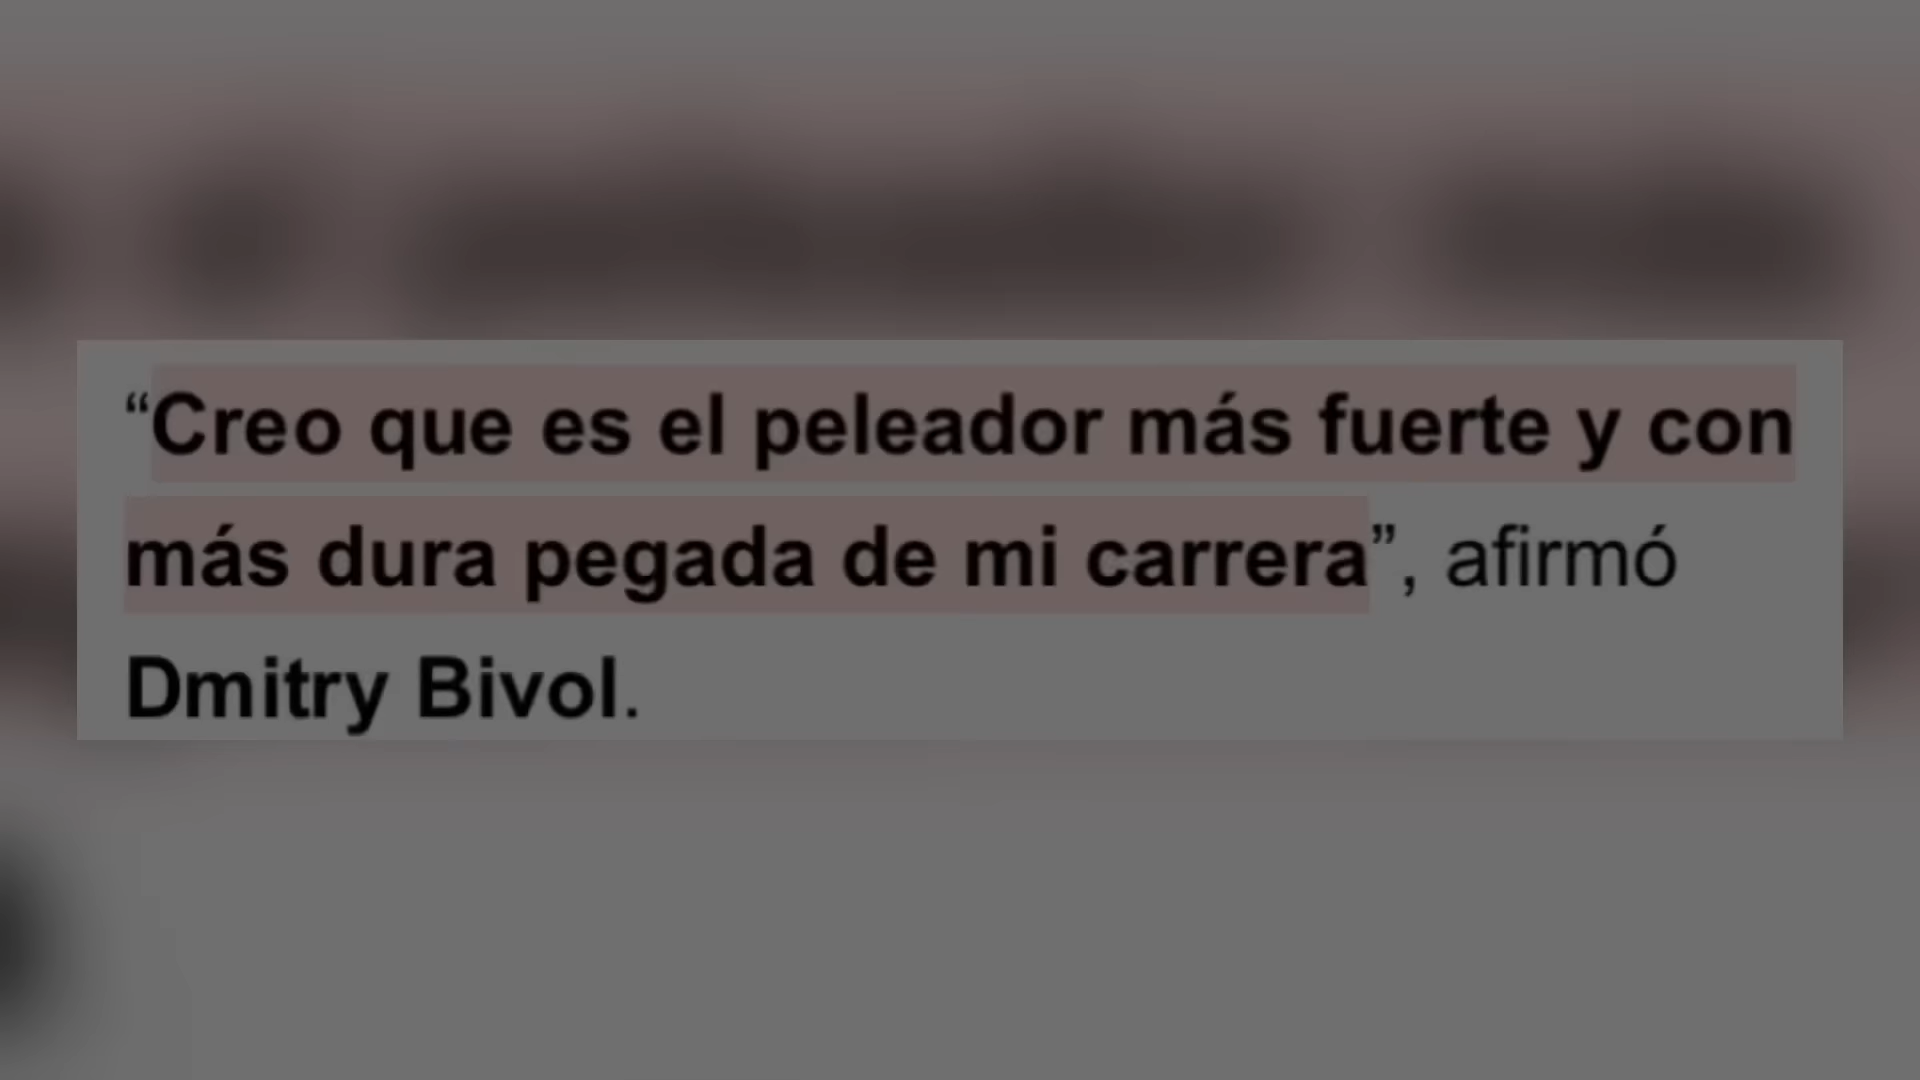 “Creo que es el peleador más fuerte y con
más dura pegada de mi carrera”, afirmó
Dmitry Bivol.